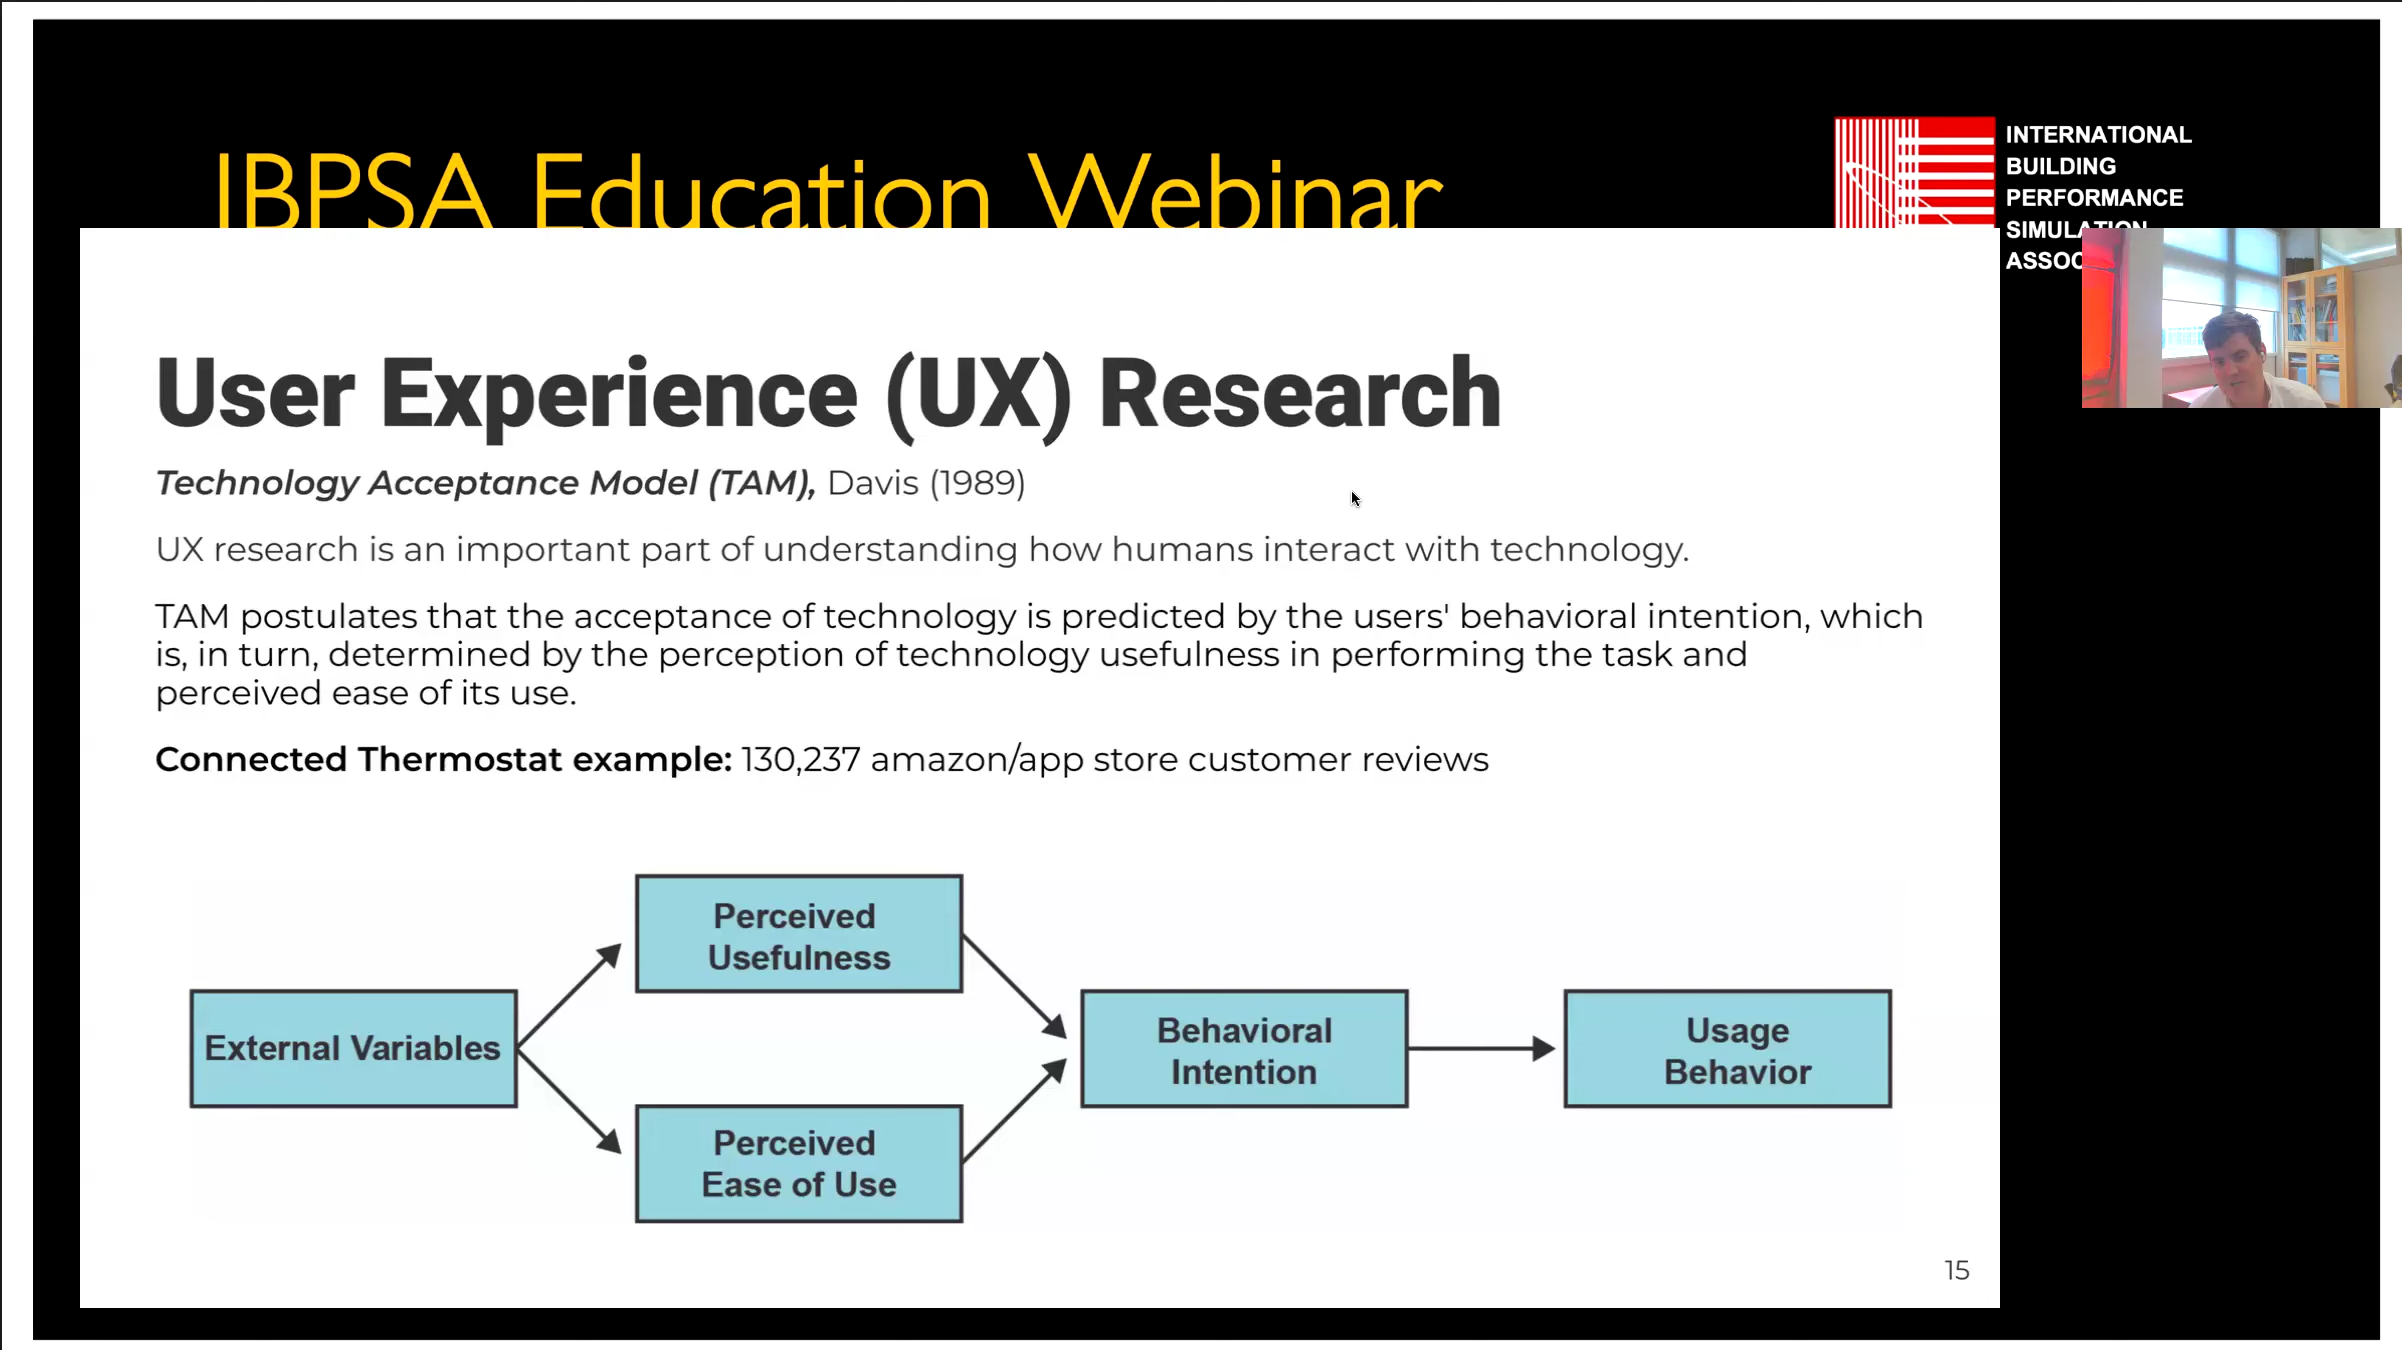 IBPSA Education Webinar
INTERNATIONAL
BUILDING
PERFORMANCE
SIMULATION
User Experience (UX) Research
Technology Acceptance Model (TAM), Davis (1989)
UX research is an important part of understanding how humans interact with technology.
TAM postulates that the acceptance of technology is predicted by the users' behavioral intention, which
is, in turn, determined by the perception of technology usefulness in performing the task and
perceived ease of its use.
Connected Thermostat example: 130,237 amazon/app store customer reviews
External Variables
Perceived
Usefulness
Perceived
Ease of Use
Behavioral
Intention
Usage
Behavior
15